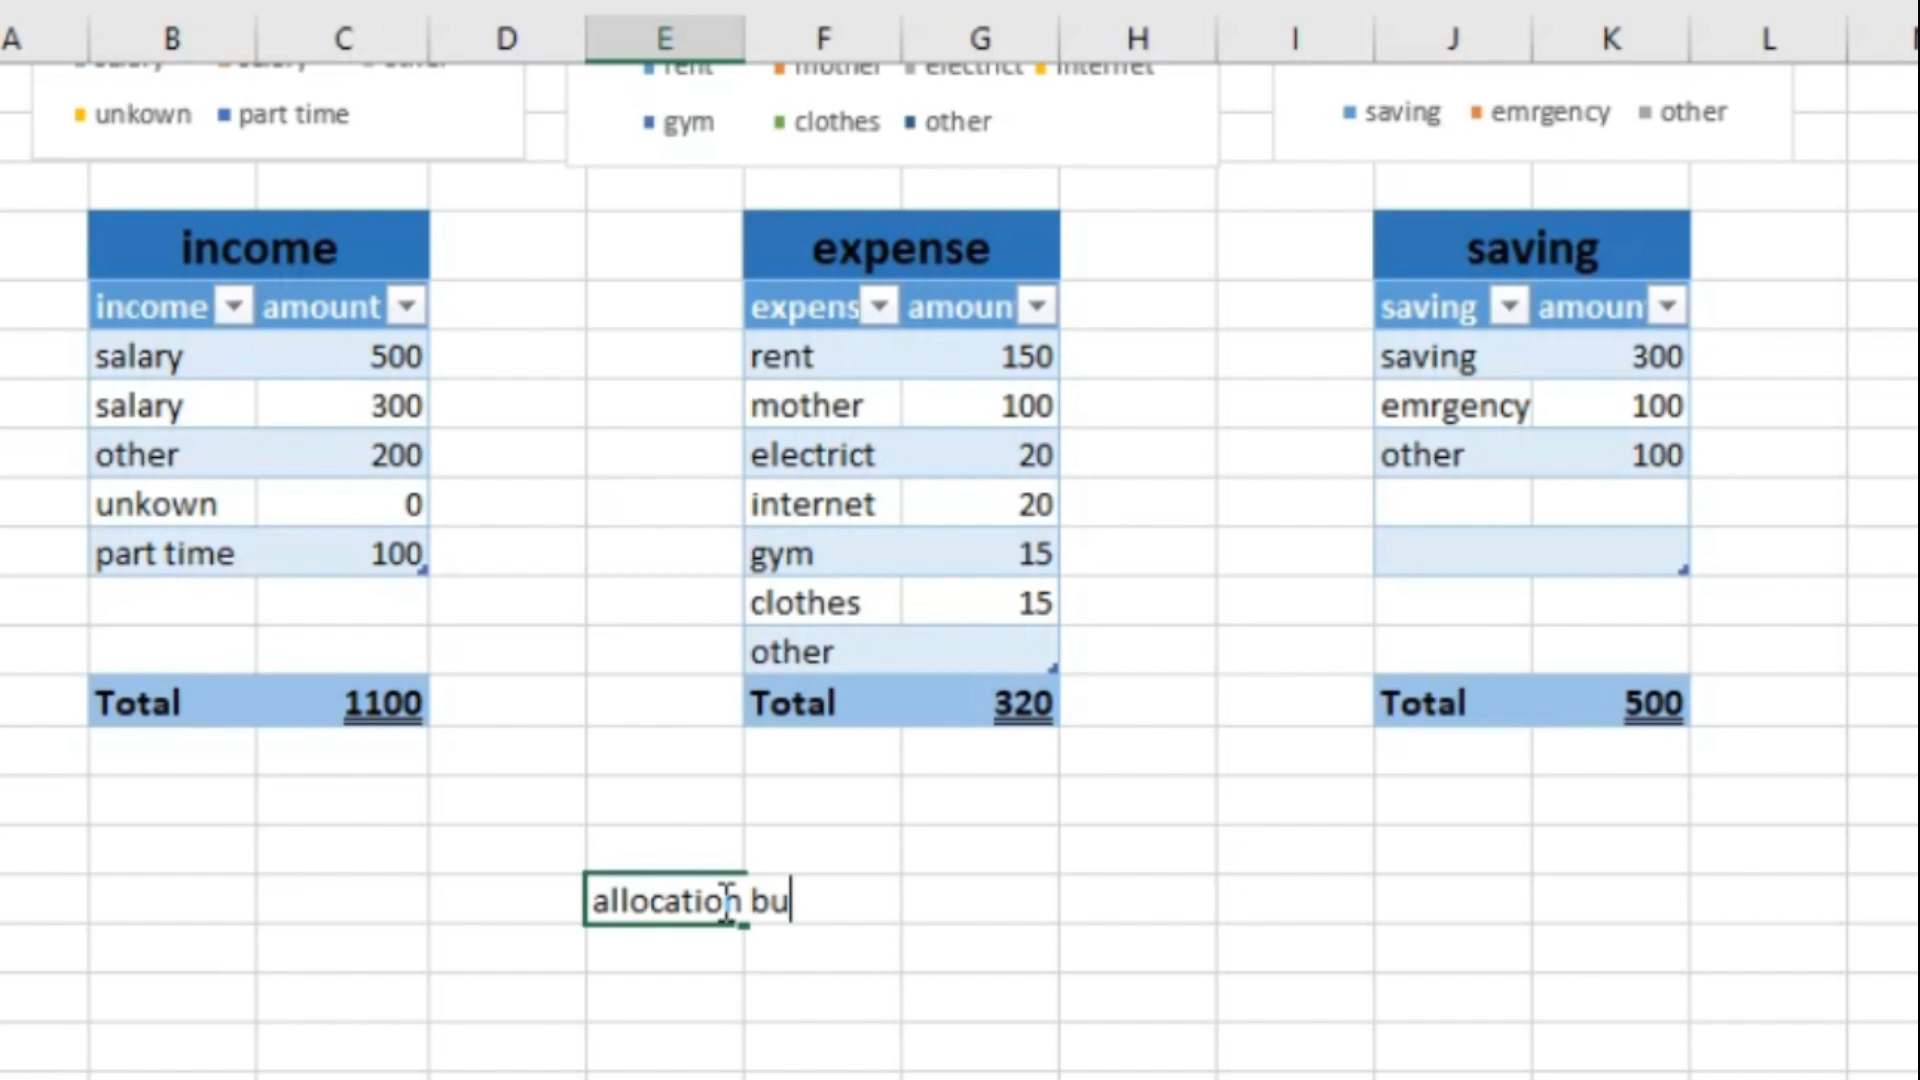 A B C D E F G H I J K L
salary salary other
rent mother electrict internet
unkown part time
gym clothes other
saving emrgency other
income expense saving
income amount expens amoun saving amoun
salary 500 rent 150 saving 300
salary 300 mother 100 emrgency 100
other 200 electrict 20 other 100
unkown 0 internet 20
part time 100 gym 15
clothes 15
other
Total 1100 Total 320 Total 500
allocation bu